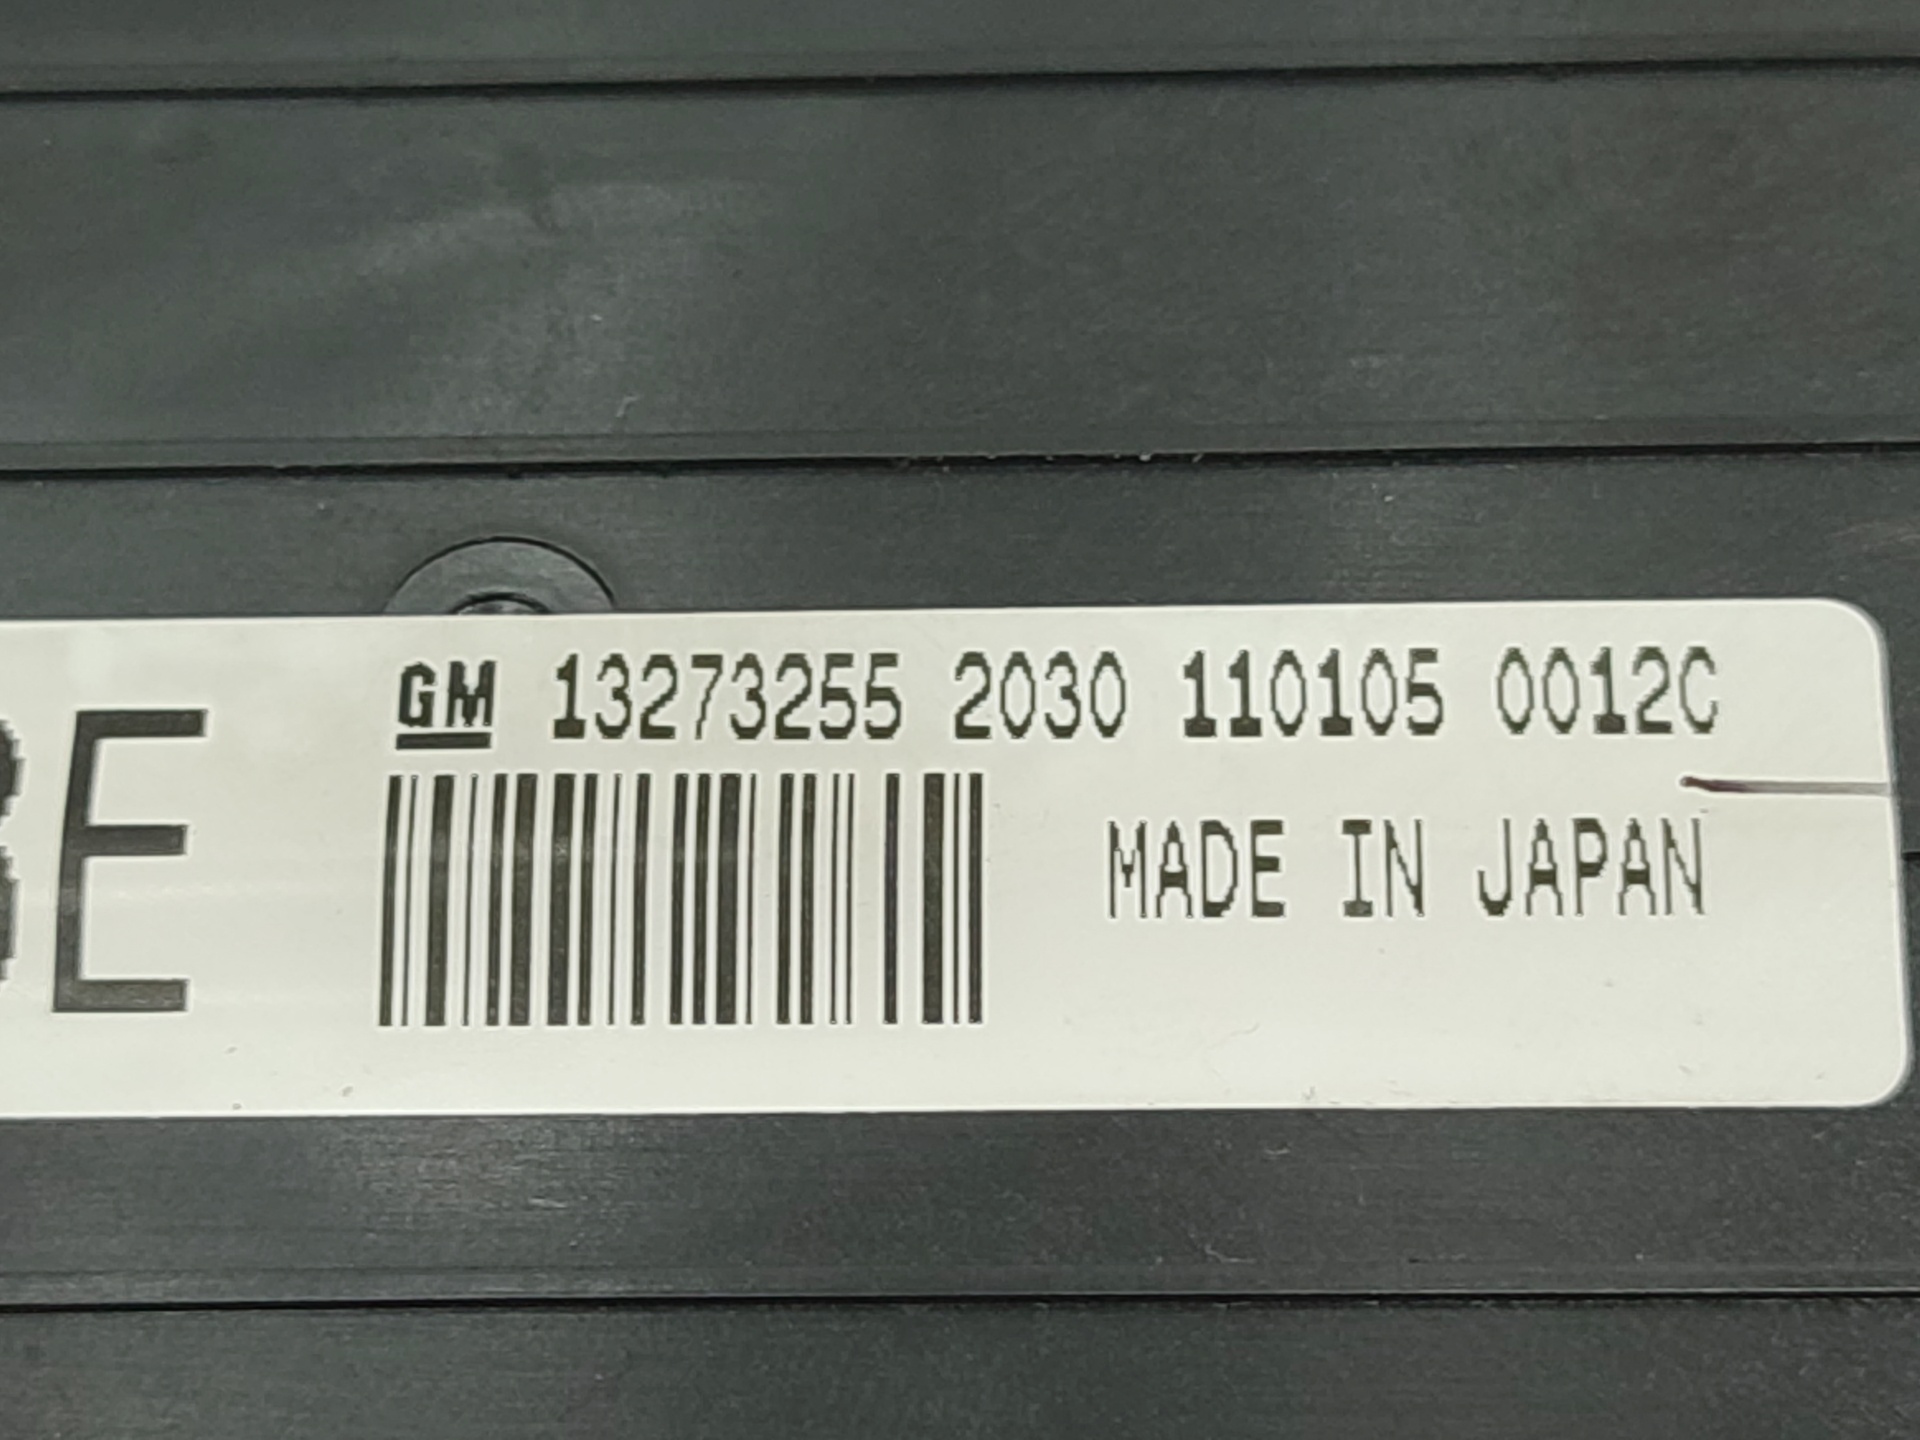 GM 13273255 2030 110105 0012C
E
MADE IN JAPAN